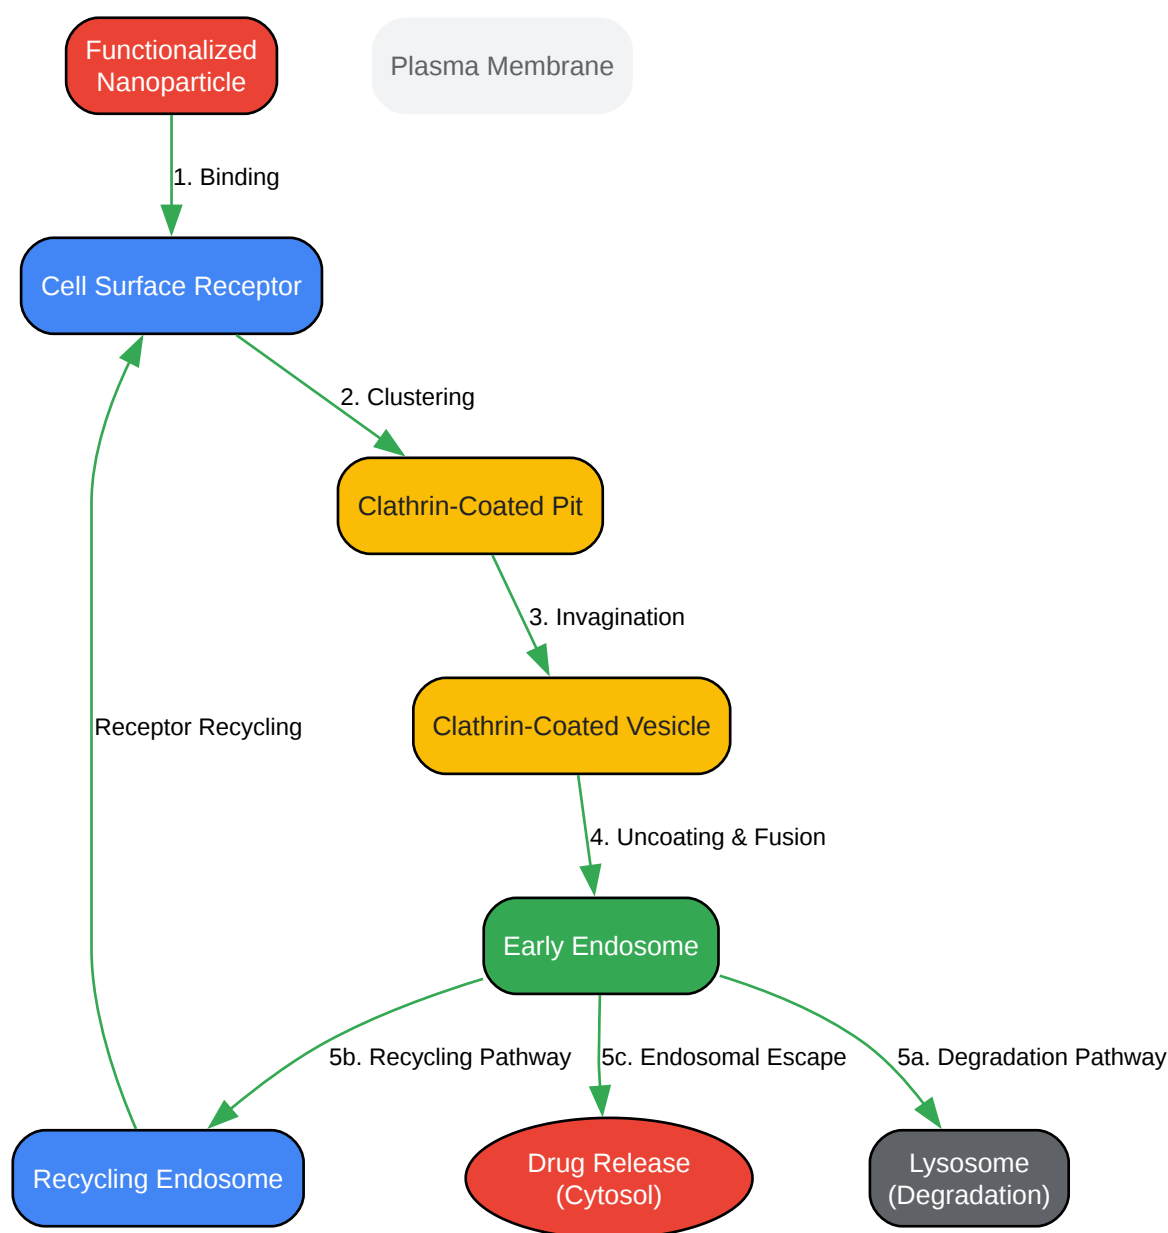 Functionalized
Nanoparticle
Plasma Membrane
1. Binding
Cell Surface Receptor
2. Clustering
Clathrin-Coated Pit
3. Invagination
Clathrin-Coated Vesicle
Receptor Recycling
4. Uncoating & Fusion
Early Endosome
5b. Recycling Pathway
5c. Endosomal Escape
5a. Degradation Pathway
Recycling Endosome
Drug Release
(Cytosol)
Lysosome
(Degradation)